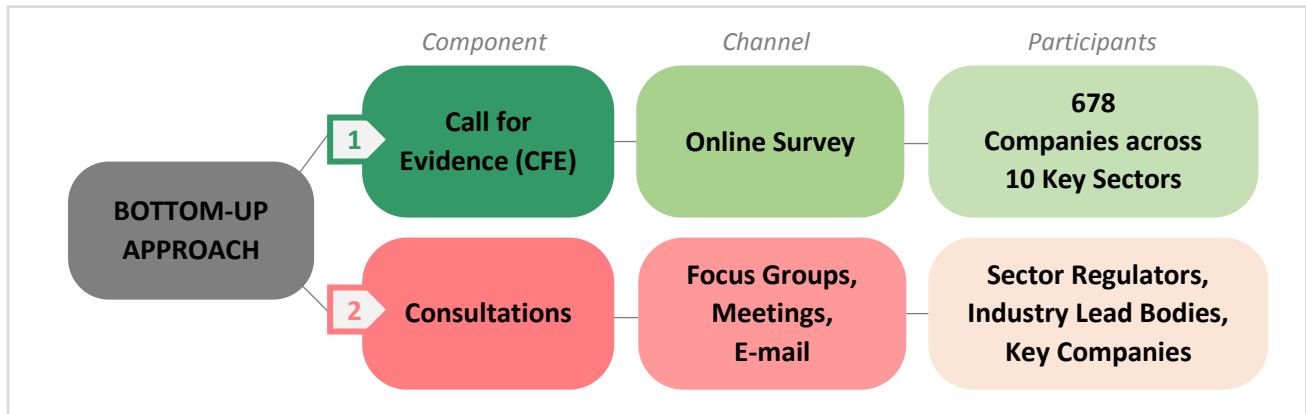 Component
Channel
Participants
BOTTOM-UP
APPROACH
1
Call for
Evidence (CFE)
Online Survey
678
Companies across
10 Key Sectors
2
Consultations
Focus Groups,
Meetings,
E-mail
Sector Regulators,
Industry Lead Bodies,
Key Companies